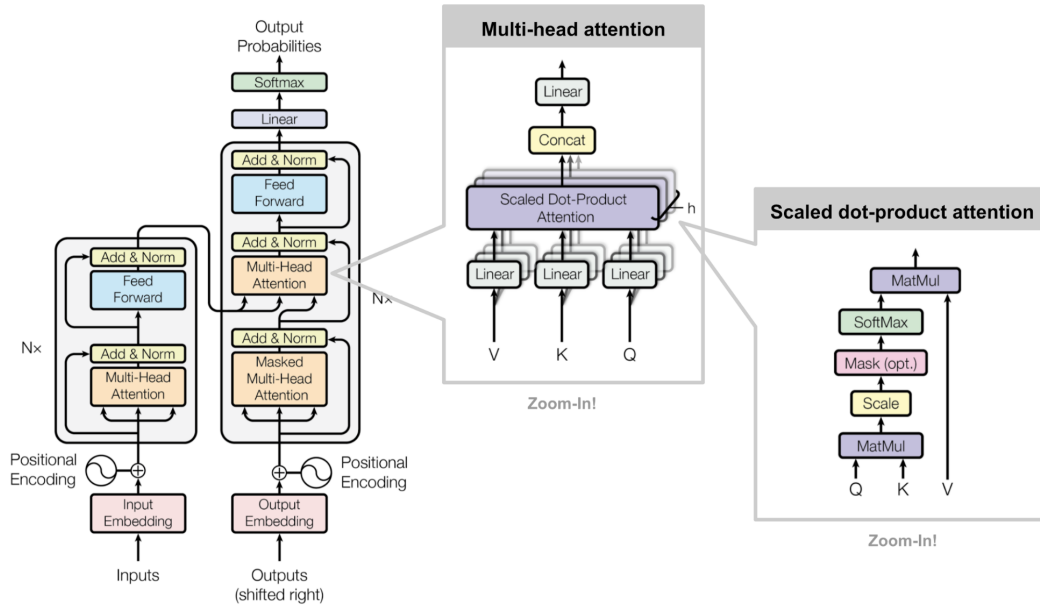 Output
Probabilities
Softmax
Linear
Add & Norm
Feed
Forward
Add & Norm
Multi-Head
Attention
Nx
Add & Norm
Masked
Multi-Head
Attention
Positional
Encoding
Output
Embedding
Outputs
(shifted right)
Add & Norm
Feed
Forward
Nx
Add & Norm
Multi-Head
Attention
Positional
Encoding
Input
Embedding
Inputs
Multi-head attention
Linear
Concat
Scaled Dot-Product
Attention
h
Linear
Linear
Linear
V
K
Q
Zoom-In!
Scaled dot-product attention
MatMul
SoftMax
Mask (opt.)
Scale
MatMul
Q
K
V
Zoom-In!